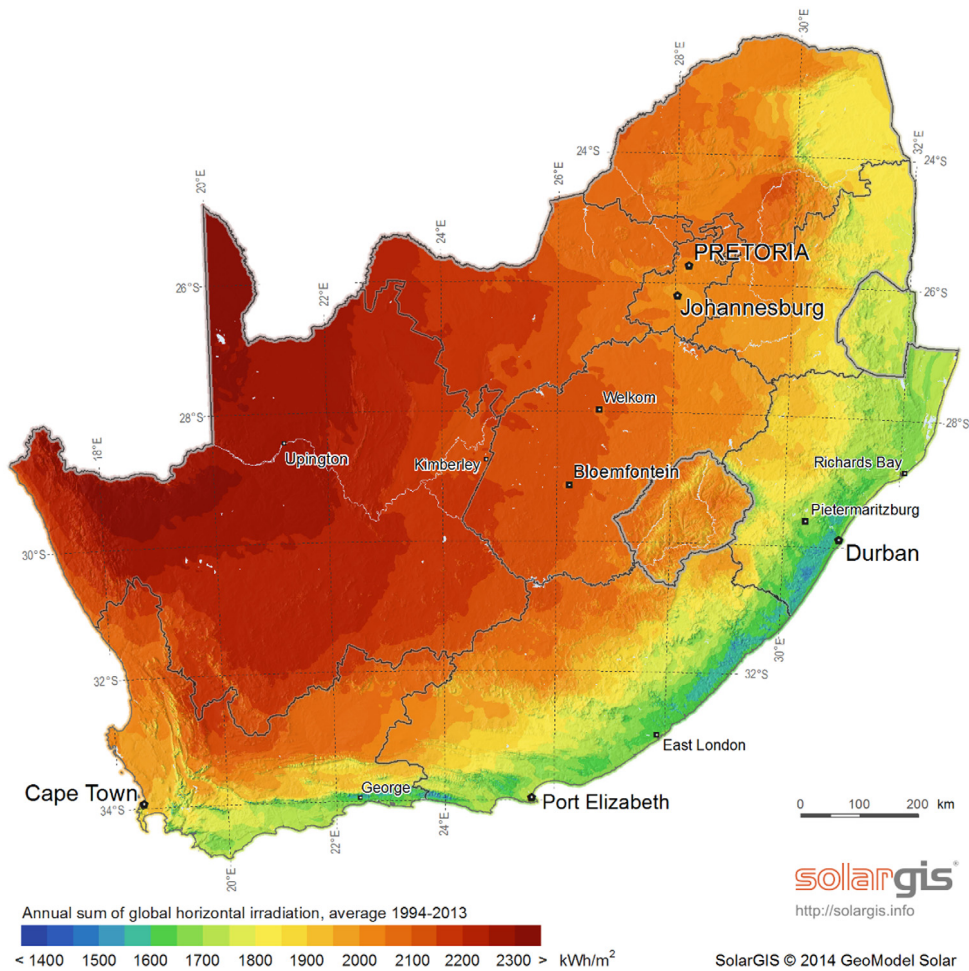 30°E
28°E
32°E
24°S
24°S
26°E
20°E
24°E
PRETORIA
26°S
22°E
26°S
Johannesburg
Welkom
28°S
28°S
18°E
Upington
Kimberley
Bloemfontein
Richards Bay
Pietermaritzburg
30°S
Durban
30°E
32°S
32°S
East London
George
Cape Town
Port Elizabeth
34°S
22°E
24°E
20°E
0 100 200 km
solargis®
http://solargis.info
Annual sum of global horizontal irradiation, average 1994-2013
< 1400 1500 1600 1700 1800 1900 2000 2100 2200 2300 > kWh/m²
SolarGIS © 2014 GeoModel Solar